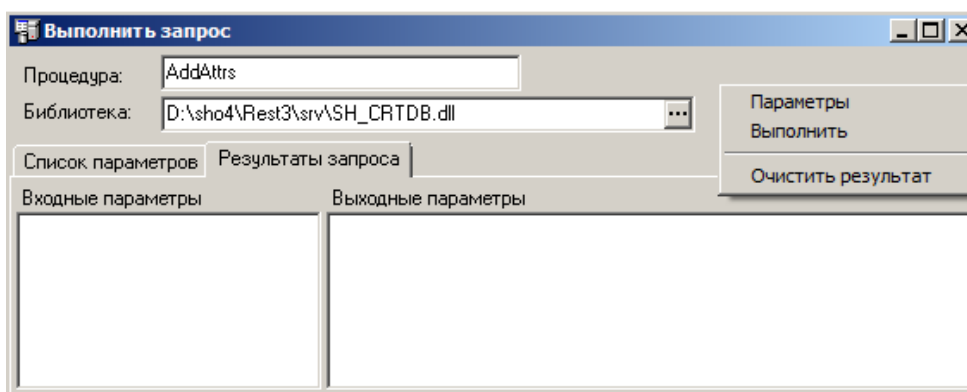 Выполнить запрос
Процедура: AddAttrs
Библиотека: D:\sho4\Rest3\srv\SH_CRTDB.dll ...
Параметры
Выполнить
Очистить результат
Список параметров Результаты запроса
Входные параметры Выходные параметры